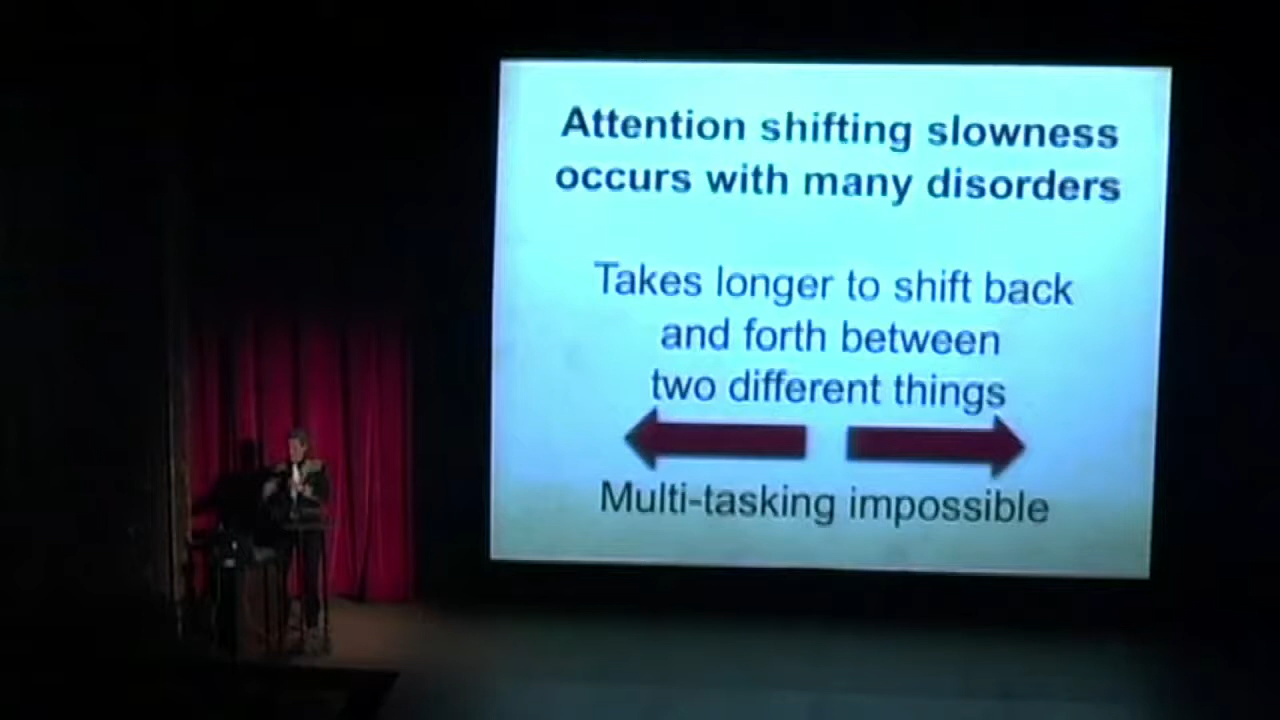 Attention shifting slowness
occurs with many disorders
Takes longer to shift back
and forth between
two different things
Multi-tasking impossible